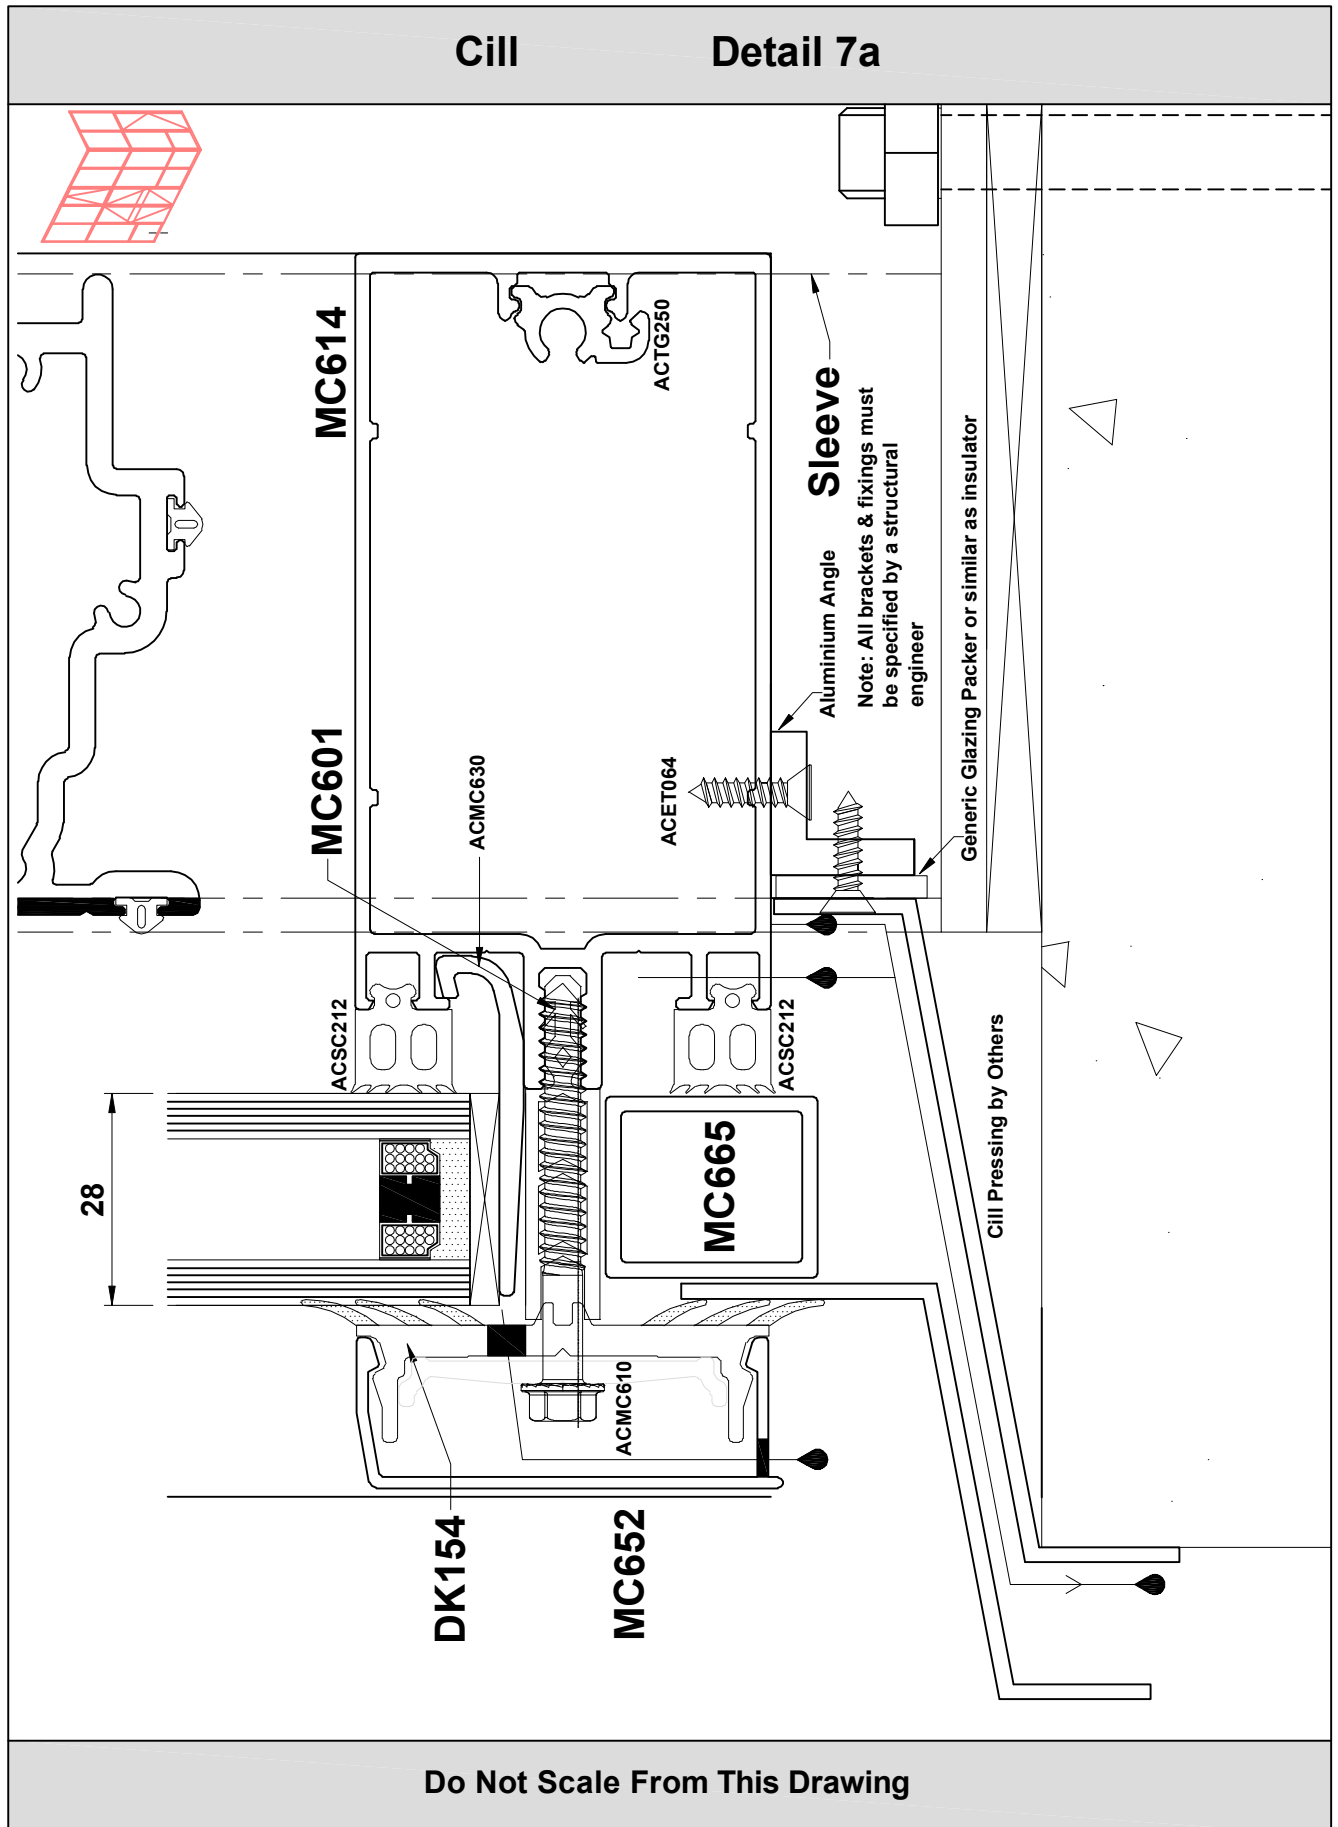 Cill Detail 7a
MC614
ACTG250
Sleeve
Note: All brackets & fixings must
be specified by a structural
engineer
Aluminium Angle
Generic Glazing Packer or similar as insulator
MC601
ACMC630
ACET064
ACSC212
ACSC212
28
MC665
Cill Pressing by Others
ACMC610
DK154
MC652
Do Not Scale From This Drawing